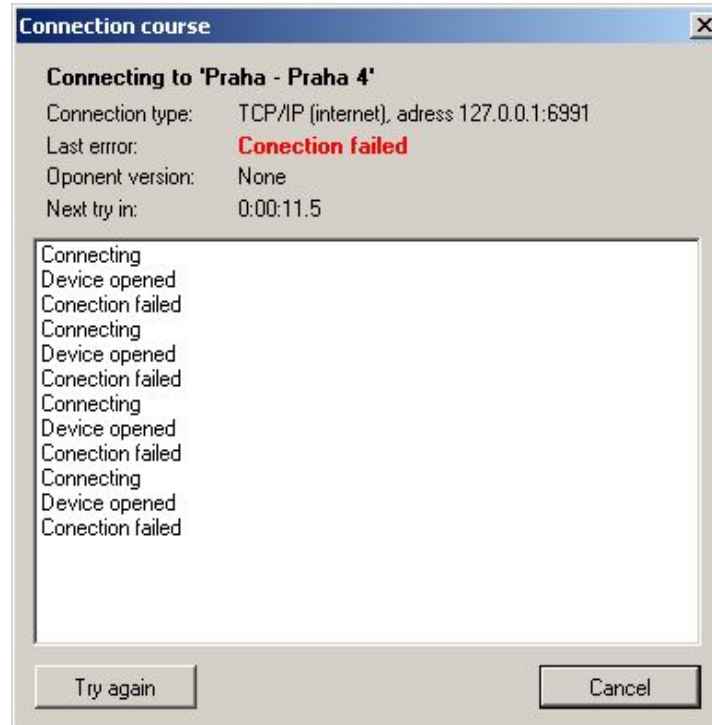 Connection course
Connecting to 'Praha - Praha 4'
Connection type: TCP/IP (internet), adress 127.0.0.1:6991
Last errror: Conection failed
Oponent version: None
Next try in: 0:00:11.5
Connecting
Device opened
Conection failed
Connecting
Device opened
Conection failed
Connecting
Device opened
Conection failed
Connecting
Device opened
Conection failed
Try again Cancel